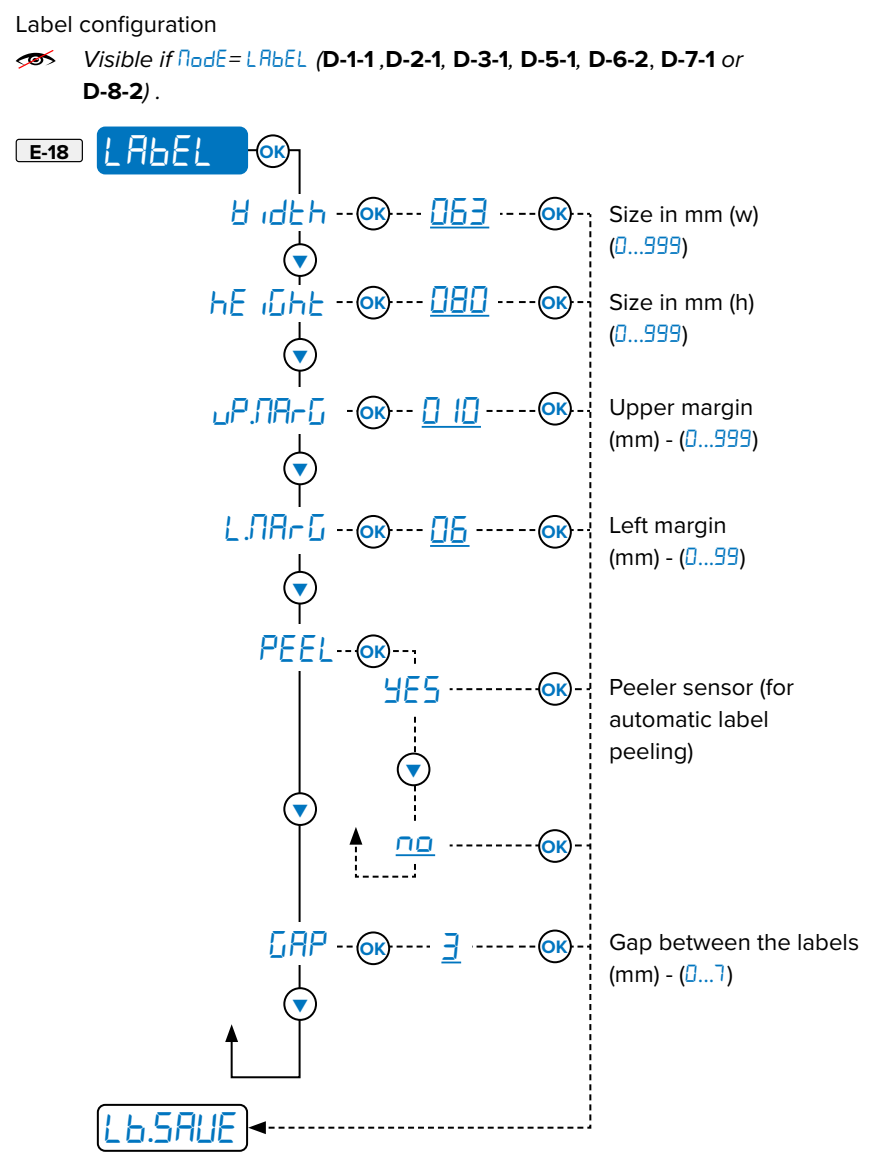 Label configuration
Visible if ModE= LAbEL (D-1-1 ,D-2-1, D-3-1, D-5-1, D-6-2, D-7-1 or
D-8-2) .
E-18 LAbEL OK
Width OK 063 OK Size in mm (w)
(0...999)
▼
hEiGht OK 080 OK Size in mm (h)
(0...999)
▼
uP.MArG OK 010 OK Upper margin
(mm) - (0...999)
▼
L.MArG OK 06 OK Left margin
(mm) - (0...99)
▼
PEEL OK
YES OK Peeler sensor (for
automatic label
peeling)
▼
▼
no OK
GAP OK 3 OK Gap between the labels
(mm) - (0...7)
▼
Lb.SAVE